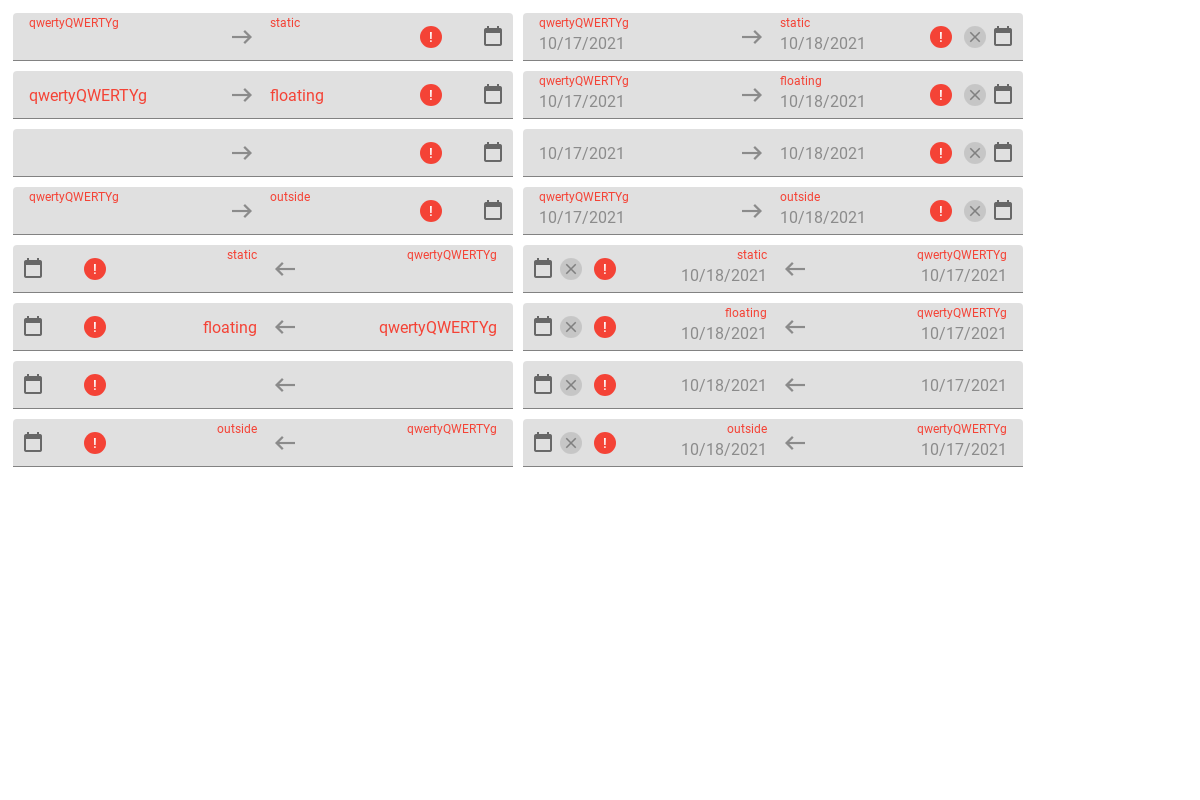 qwertyQWERTYg static qwertyQWERTYg static
10/17/2021 10/18/2021
qwertyQWERTYg floating qwertyQWERTYg floating
10/17/2021 10/18/2021
10/17/2021 10/18/2021
qwertyQWERTYg outside qwertyQWERTYg outside
10/17/2021 10/18/2021
static qwertyQWERTYg static qwertyQWERTYg
10/18/2021 10/17/2021
floating qwertyQWERTYg floating qwertyQWERTYg
10/18/2021 10/17/2021
10/18/2021 10/17/2021
outside qwertyQWERTYg outside qwertyQWERTYg
10/18/2021 10/17/2021